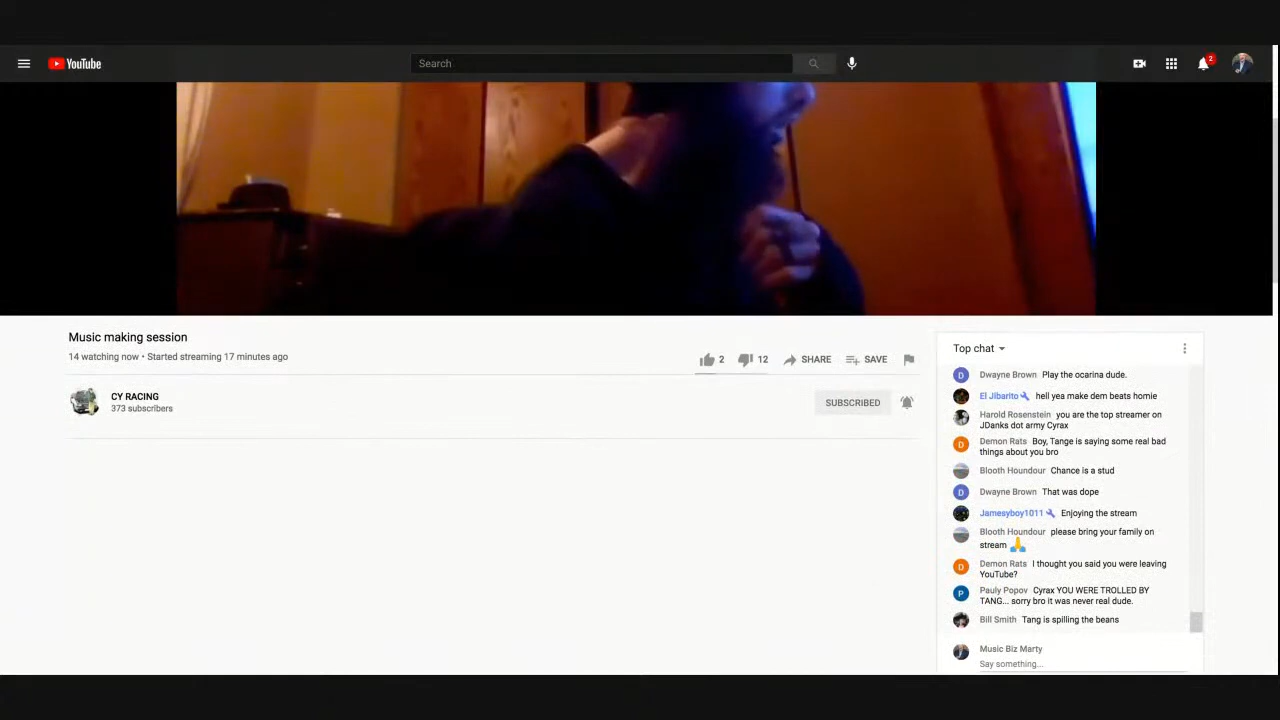 YouTube
Search
2
Music making session
14 watching now • Started streaming 17 minutes ago
2
12
SHARE
SAVE
CY RACING
373 subscribers
SUBSCRIBED
Top chat
D
Dwayne Brown Play the ocarina dude.
El Jibarito hell yea make dem beats homie
Harold Rosenstein you are the top streamer on
JDanks dot army Cyrax
D
Demon Rats Boy, Tange is saying some real bad
things about you bro
Blooth Houndour Chance is a stud
D
Dwayne Brown That was dope
Jamesyboy1011 Enjoying the stream
Blooth Houndour please bring your family on
stream 🙏
D
Demon Rats I thought you said you were leaving
YouTube?
P
Pauly Popov Cyrax YOU WERE TROLLED BY
TANG... sorry bro it was never real dude.
Bill Smith Tang is spilling the beans
Music Biz Marty
Say something...